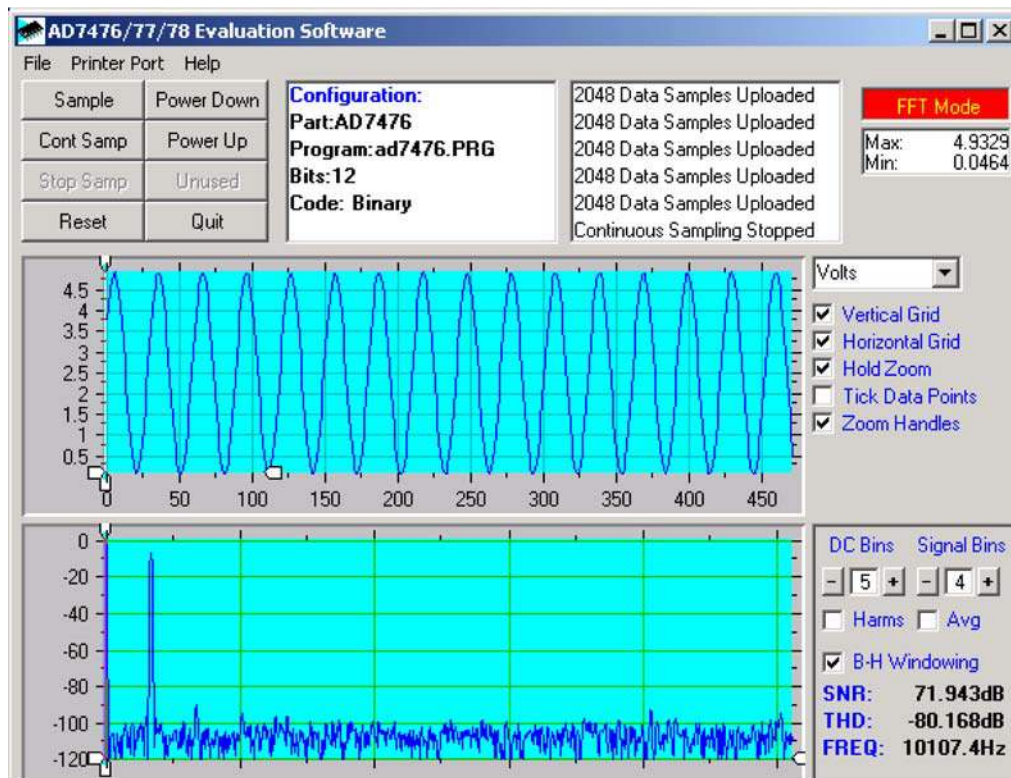 AD7476/77/78 Evaluation Software
File Printer Port Help
Sample Power Down
Cont Samp Power Up
Stop Samp Unused
Reset Quit
Configuration:
Part:AD7476
Program:ad7476.PRG
Bits:12
Code: Binary
2048 Data Samples Uploaded
2048 Data Samples Uploaded
2048 Data Samples Uploaded
2048 Data Samples Uploaded
2048 Data Samples Uploaded
Continuous Sampling Stopped
FFT Mode
Max: 4.9329
Min: 0.0464
4.5
4
3.5
3
2.5
2
1.5
1
0.5
0 50 100 150 200 250 300 350 400 450
Volts
Vertical Grid
Horizontal Grid
Hold Zoom
Tick Data Points
Zoom Handles
0
-20
-40
-60
-80
-100
-120
DC Bins Signal Bins
- 5 + - 4 +
Harms Avg
B-H Windowing
SNR: 71.943dB
THD: -80.168dB
FREQ: 10107.4Hz